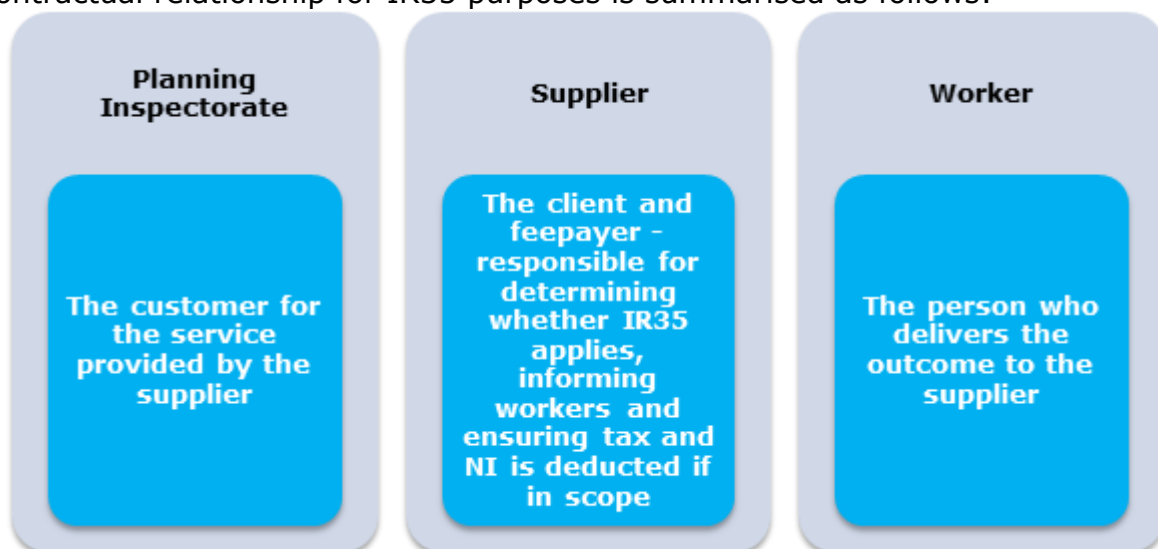 ontractual relationship for IR35 purposes is summarised as follows:
Planning
Inspectorate
The customer for
the service
provided by the
supplier
Supplier
The client and
feepayer -
responsible for
determining
whether IR35
applies,
informing
workers and
ensuring tax and
NI is deducted if
in scope
Worker
The person who
delivers the
outcome to the
supplier